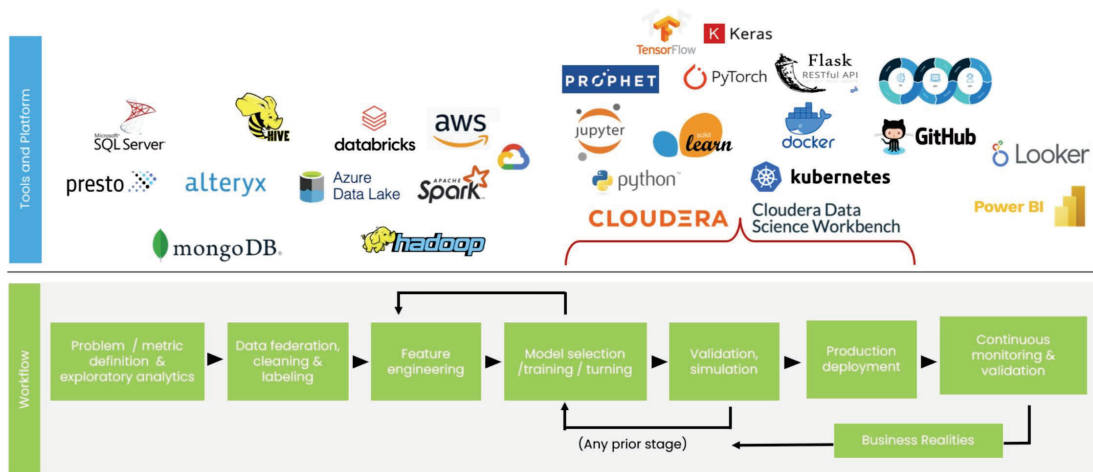 Tools and Platform
TensorFlow
Keras
PROPHET
PyTorch
Flask
RESTful API
Microsoft
SQL Server
HIVE
databricks
aws
jupyter
scikit
learn
docker
GitHub
Looker
presto
alteryx
Azure
Data Lake
APACHE
Spark
python
kubernetes
Power BI
CLOUDERA
Cloudera Data
Science Workbench
mongoDB®
hadoop
Workflow
Problem / metric
definition &
exploratory analytics
Data federation,
cleaning &
labeling
Feature
engineering
Model selection
/training / turning
Validation,
simulation
Production
deployment
Continuous
monitoring &
validation
(Any prior stage)
Business Realities